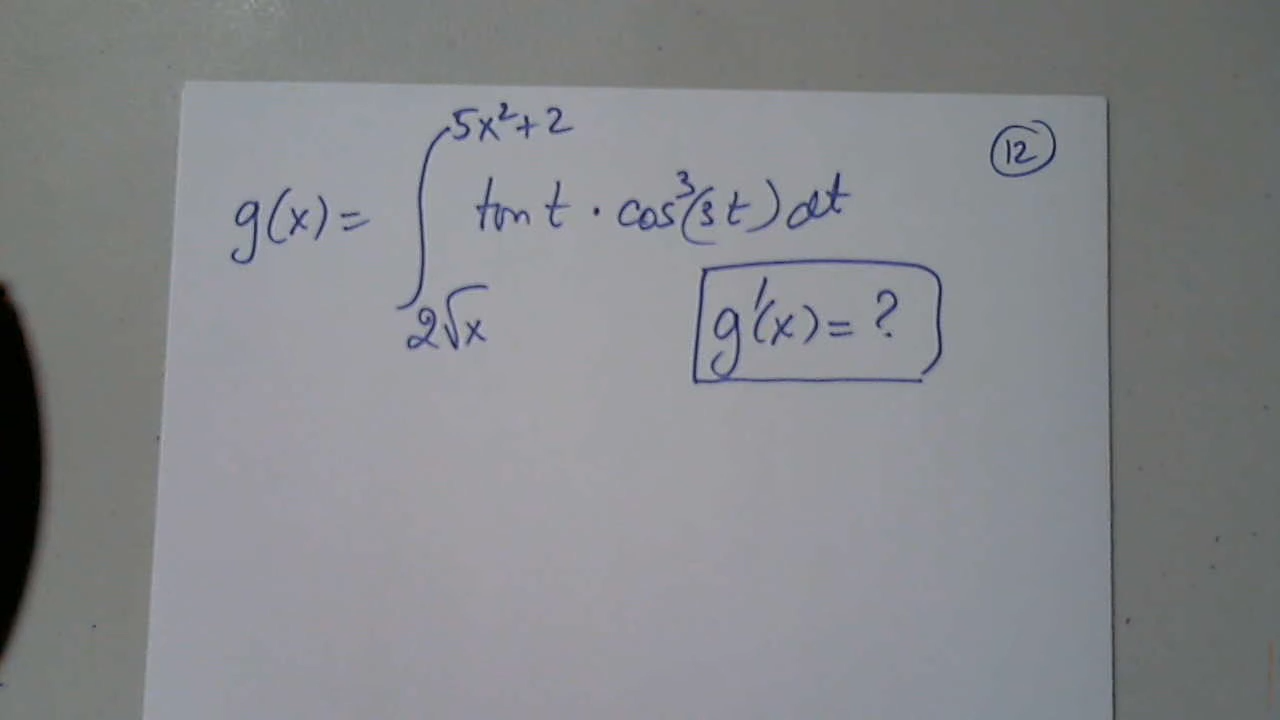 5x²+2
12
g(x) = ∫ tan t · cos³(3t) dt
2√x
g'(x) = ?